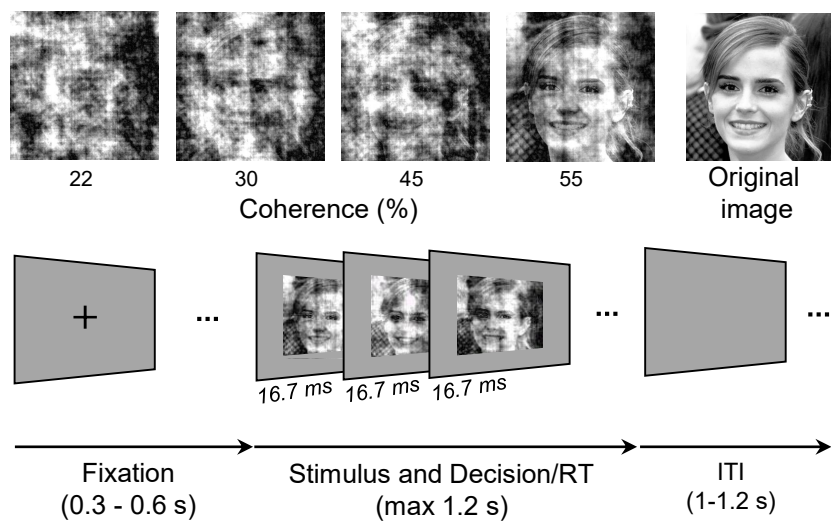 22 30 45 55 Original
Coherence (%) image
+ ... ... ...
16.7 ms 16.7 ms 16.7 ms
Fixation Stimulus and Decision/RT ITI
(0.3 - 0.6 s) (max 1.2 s) (1-1.2 s)